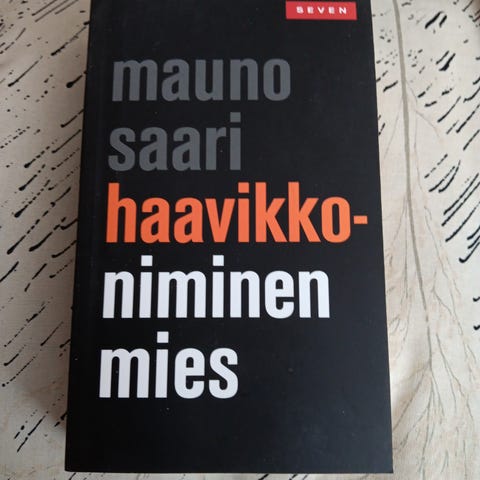 SEVEN
mauno
saari
haavikko-
niminen
mies